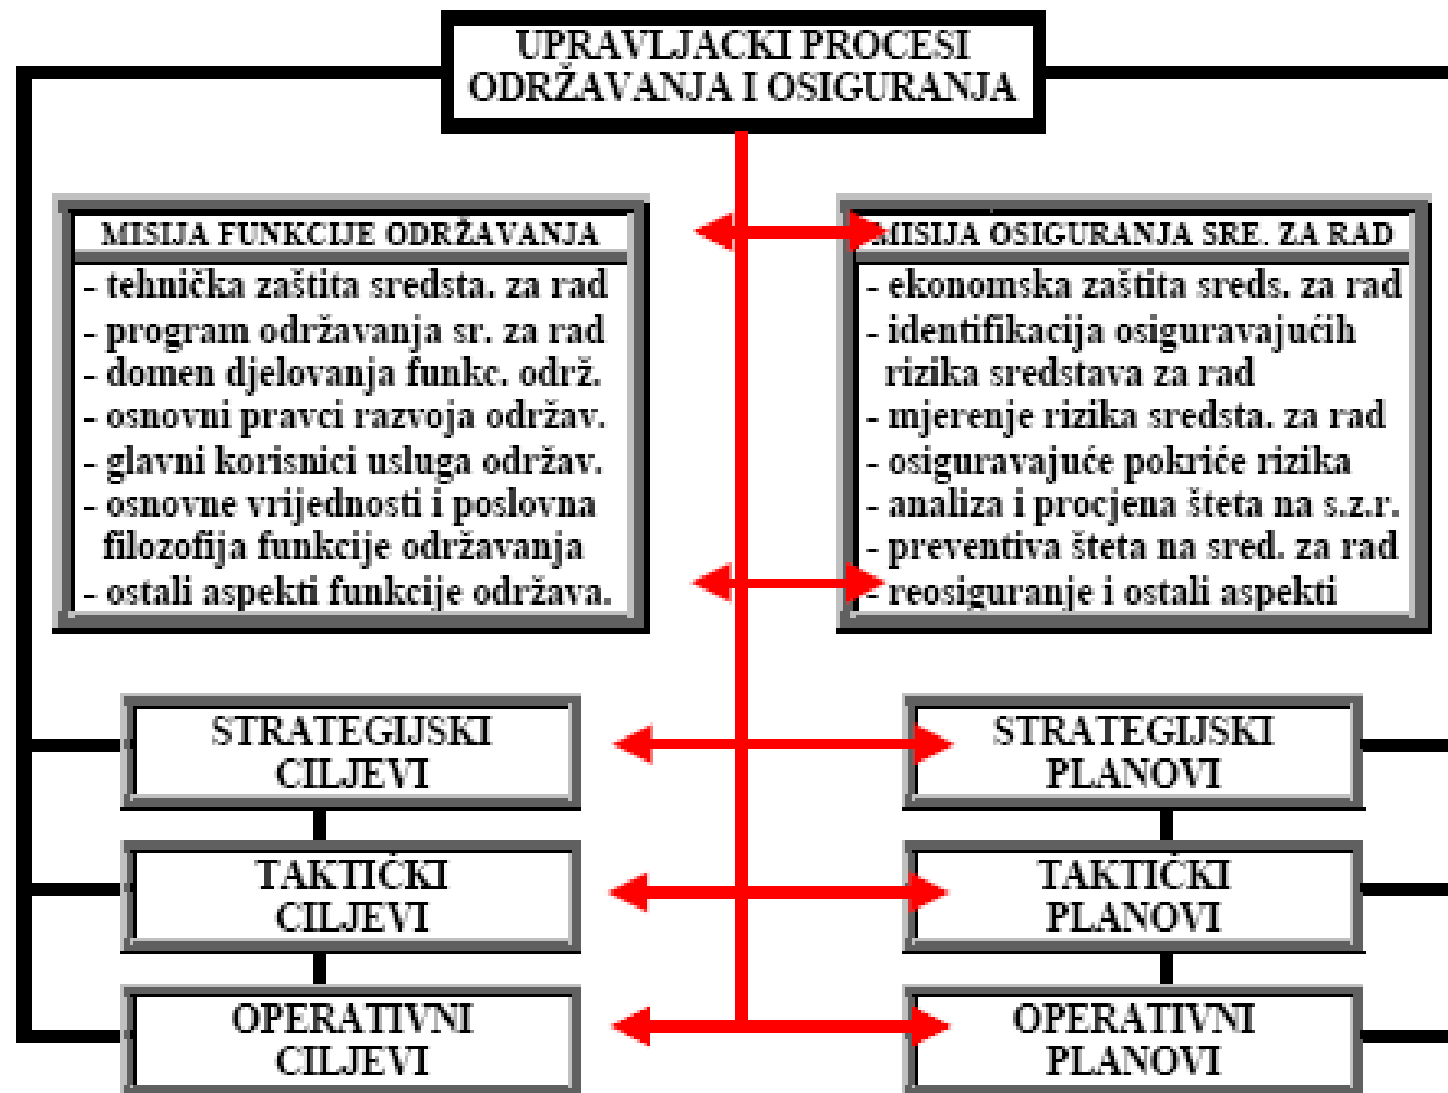 UPRAVLJACKI PROCESI
ODRŽAVANJA I OSIGURANJA
MISIJA FUNKCIJE ODRŽAVANJA
- tehnička zaštita sredsta. za rad
- program održavanja sr. za rad
- domen djelovanja funkc. održ.
- osnovni pravci razvoja održav.
- glavni korisnici usluga održav.
- osnovne vrijednosti i poslovna
filozofija funkcije održavanja
- ostali aspekti funkcije održava.
MISIJA OSIGURANJA SRE. ZA RAD
- ekonomska zaštita sreds. za rad
- identifikacija osiguravajućih
rizika sredstava za rad
- mjerenje rizika sredsta. za rad
- osiguravajuće pokriće rizika
- analiza i procjena šteta na s.z.r.
- preventiva šteta na sred. za rad
- reosiguranje i ostali aspekti
STRATEGIJSKI
CILJEVI
STRATEGIJSKI
PLANOVI
TAKTIČKI
CILJEVI
TAKTIČKI
PLANOVI
OPERATIVNI
CILJEVI
OPERATIVNI
PLANOVI